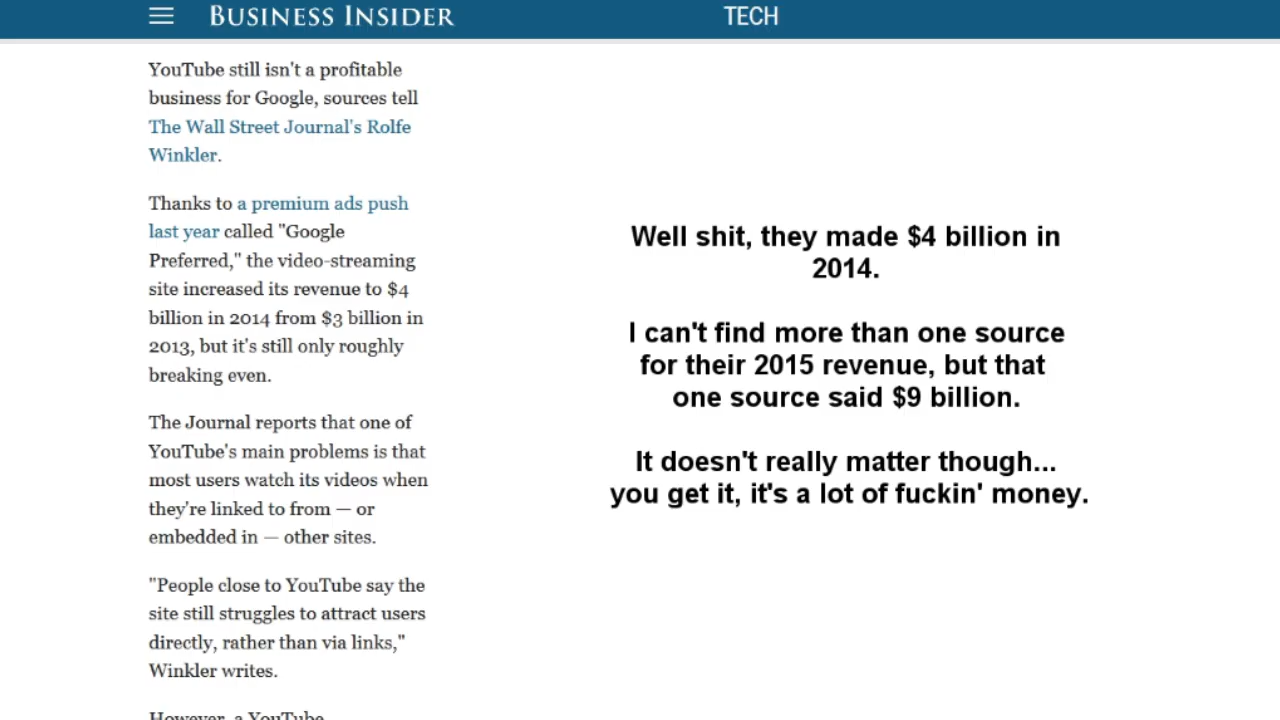 BUSINESS INSIDER
TECH
YouTube still isn't a profitable
business for Google, sources tell
The Wall Street Journal's Rolfe
Winkler.
Thanks to a premium ads push
last year called "Google
Preferred," the video-streaming
site increased its revenue to $4
billion in 2014 from $3 billion in
2013, but it's still only roughly
breaking even.
The Journal reports that one of
YouTube's main problems is that
most users watch its videos when
they're linked to from — or
embedded in — other sites.
"People close to YouTube say the
site still struggles to attract users
directly, rather than via links,"
Winkler writes.
However, a YouTube
Well shit, they made $4 billion in
2014.
I can't find more than one source
for their 2015 revenue, but that
one source said $9 billion.
It doesn't really matter though...
you get it, it's a lot of fuckin' money.